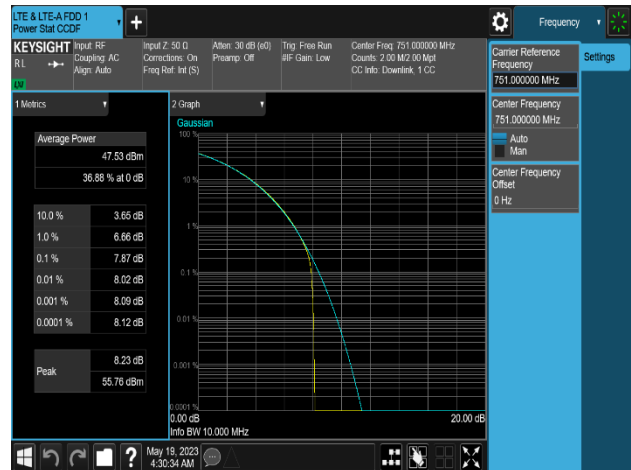 LTE & LTE-A FDD 1
Power Stat CCDF
Frequency
KEYSIGHT
RL
LW
Input: RF
Coupling: AC
Align: Auto
Input Z: 50 Ω
Corrections: On
Freq Ref: Int (S)
Atten: 30 dB (e0)
Preamp: Off
Trig: Free Run
#IF Gain: Low
Center Freq: 751.000000 MHz
Counts: 2.00 M/2.00 Mpt
CC Info: Downlink, 1 CC
Carrier Reference
Frequency
751.000000 MHz
Settings
Center Frequency
751.000000 MHz
Auto
Man
Center Frequency
Offset
0 Hz
1 Metrics
Average Power
47.53 dBm
36.88 % at 0 dB
10.0 % 3.65 dB
1.0 % 6.66 dB
0.1 % 7.87 dB
0.01 % 8.02 dB
0.001 % 8.09 dB
0.0001 % 8.12 dB
Peak
8.23 dB
55.76 dBm
2 Graph
Gaussian
100 %
10 %
1 %
0.1 %
0.01 %
0.001 %
0.0001 %
0.00 dB
20.00 dB
Info BW 10.000 MHz
?
May 19, 2023
4:30:34 AM